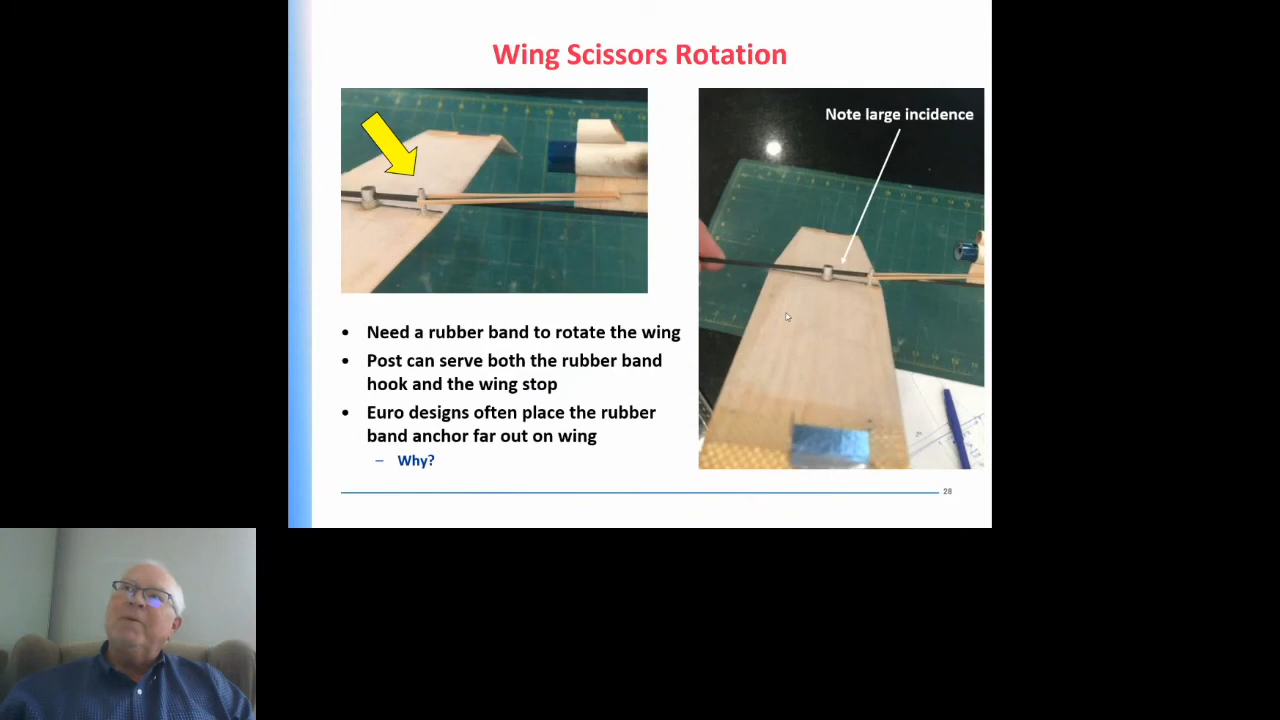 Wing Scissors Rotation
Note large incidence
• Need a rubber band to rotate the wing
• Post can serve both the rubber band
hook and the wing stop
• Euro designs often place the rubber
band anchor far out on wing
– Why?
28